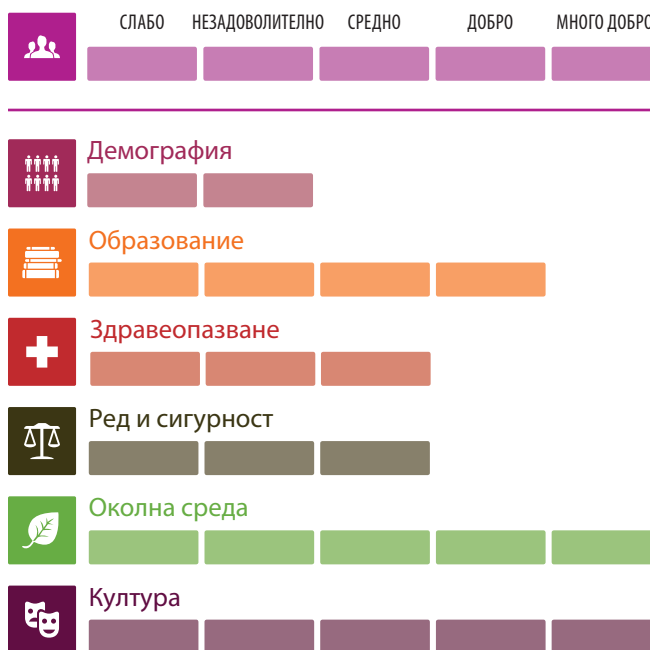 СЛАБО НЕЗАДОВОЛИТЕЛНО СРЕДНО ДОБРО МНОГО ДОБРО
Демография
Образование
Здравеопазване
Ред и сигурност
Околна среда
Култура